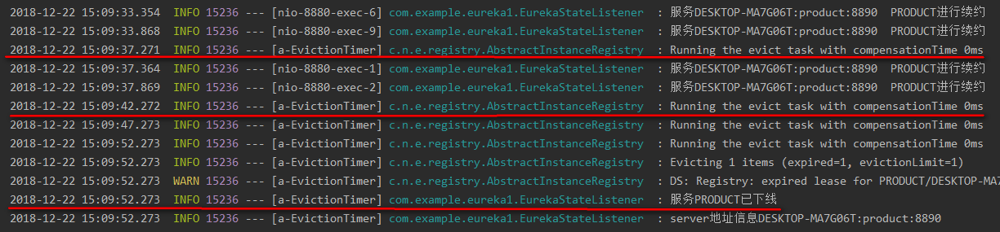 2018-12-22 15:09:33.354  INFO 15236 --- [nio-8880-exec-6] com.example.eureka1.EurekaStateListener  : 服务DESKTOP-MA7G06T:product:8890  PRODUCT进行续约
2018-12-22 15:09:33.868  INFO 15236 --- [nio-8880-exec-9] com.example.eureka1.EurekaStateListener  : 服务DESKTOP-MA7G06T:product:8890  PRODUCT进行续约
2018-12-22 15:09:37.271  INFO 15236 --- [a-EvictionTimer] c.n.e.registry.AbstractInstanceRegistry  : Running the evict task with compensationTime 0ms
2018-12-22 15:09:37.364  INFO 15236 --- [nio-8880-exec-1] com.example.eureka1.EurekaStateListener  : 服务DESKTOP-MA7G06T:product:8890  PRODUCT进行续约
2018-12-22 15:09:37.869  INFO 15236 --- [nio-8880-exec-2] com.example.eureka1.EurekaStateListener  : 服务DESKTOP-MA7G06T:product:8890  PRODUCT进行续约
2018-12-22 15:09:42.272  INFO 15236 --- [a-EvictionTimer] c.n.e.registry.AbstractInstanceRegistry  : Running the evict task with compensationTime 0ms
2018-12-22 15:09:47.273  INFO 15236 --- [a-EvictionTimer] c.n.e.registry.AbstractInstanceRegistry  : Running the evict task with compensationTime 0ms
2018-12-22 15:09:52.273  INFO 15236 --- [a-EvictionTimer] c.n.e.registry.AbstractInstanceRegistry  : Running the evict task with compensationTime 0ms
2018-12-22 15:09:52.273  INFO 15236 --- [a-EvictionTimer] c.n.e.registry.AbstractInstanceRegistry  : Evicting 1 items (expired=1, evictionLimit=1)
2018-12-22 15:09:52.273  WARN 15236 --- [a-EvictionTimer] c.n.e.registry.AbstractInstanceRegistry  : DS: Registry: expired lease for PRODUCT/DESKTOP-MA7
2018-12-22 15:09:52.273  INFO 15236 --- [a-EvictionTimer] com.example.eureka1.EurekaStateListener  : 服务PRODUCT已下线
2018-12-22 15:09:52.273  INFO 15236 --- [a-EvictionTimer] com.example.eureka1.EurekaStateListener  : server地址信息DESKTOP-MA7G06T:product:8890